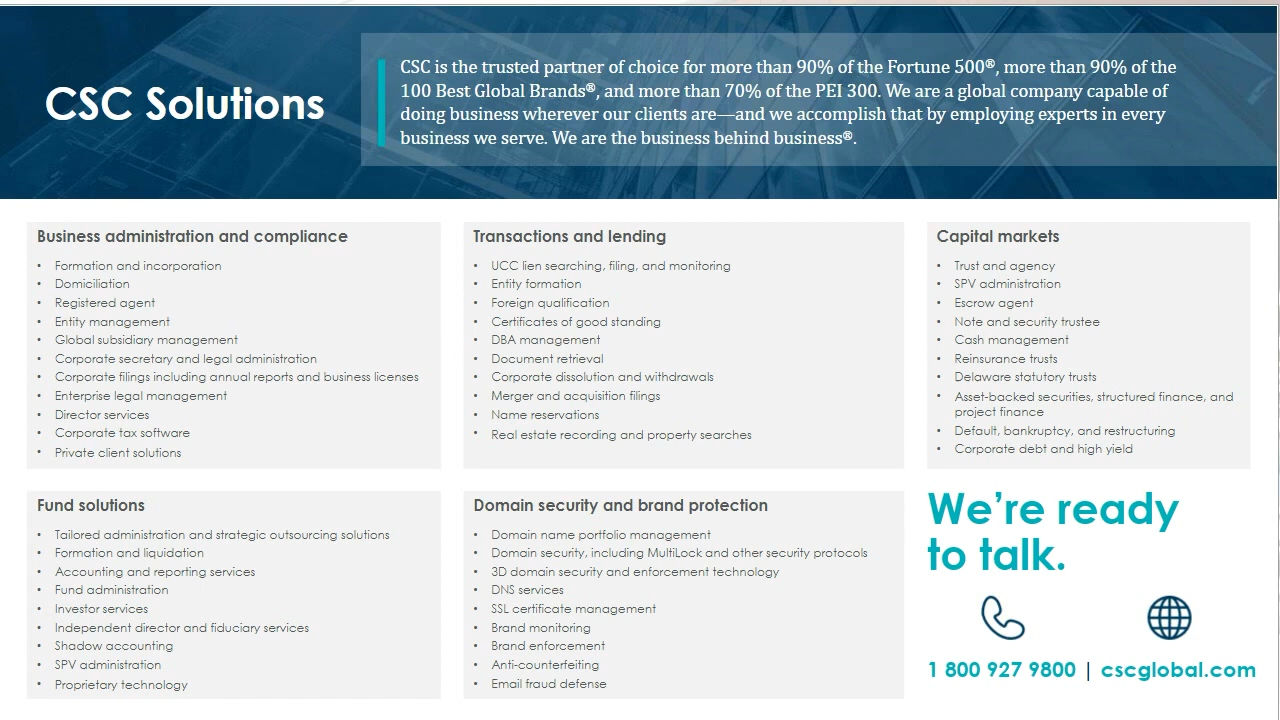 CSC Solutions
CSC is the trusted partner of choice for more than 90% of the Fortune 500®, more than 90% of the
100 Best Global Brands®, and more than 70% of the PEI 300. We are a global company capable of
doing business wherever our clients are—and we accomplish that by employing experts in every
business we serve. We are the business behind business®.
Business administration and compliance
• Formation and incorporation
• Domiciliation
• Registered agent
• Entity management
• Global subsidiary management
• Corporate secretary and legal administration
• Corporate filings including annual reports and business licenses
• Enterprise legal management
• Director services
• Corporate tax software
• Private client solutions
Transactions and lending
• UCC lien searching, filing, and monitoring
• Entity formation
• Foreign qualification
• Certificates of good standing
• DBA management
• Document retrieval
• Corporate dissolution and withdrawals
• Merger and acquisition filings
• Name reservations
• Real estate recording and property searches
Capital markets
• Trust and agency
• SPV administration
• Escrow agent
• Note and security trustee
• Cash management
• Reinsurance trusts
• Delaware statutory trusts
• Asset-backed securities, structured finance, and
project finance
• Default, bankruptcy, and restructuring
• Corporate debt and high yield
Fund solutions
• Tailored administration and strategic outsourcing solutions
• Formation and liquidation
• Accounting and reporting services
• Fund administration
• Investor services
• Independent director and fiduciary services
• Shadow accounting
• SPV administration
• Proprietary technology
Domain security and brand protection
• Domain name portfolio management
• Domain security, including MultiLock and other security protocols
• 3D domain security and enforcement technology
• DNS services
• SSL certificate management
• Brand monitoring
• Brand enforcement
• Anti-counterfeiting
• Email fraud defense
We're ready
to talk.
1 800 927 9800 | cscglobal.com